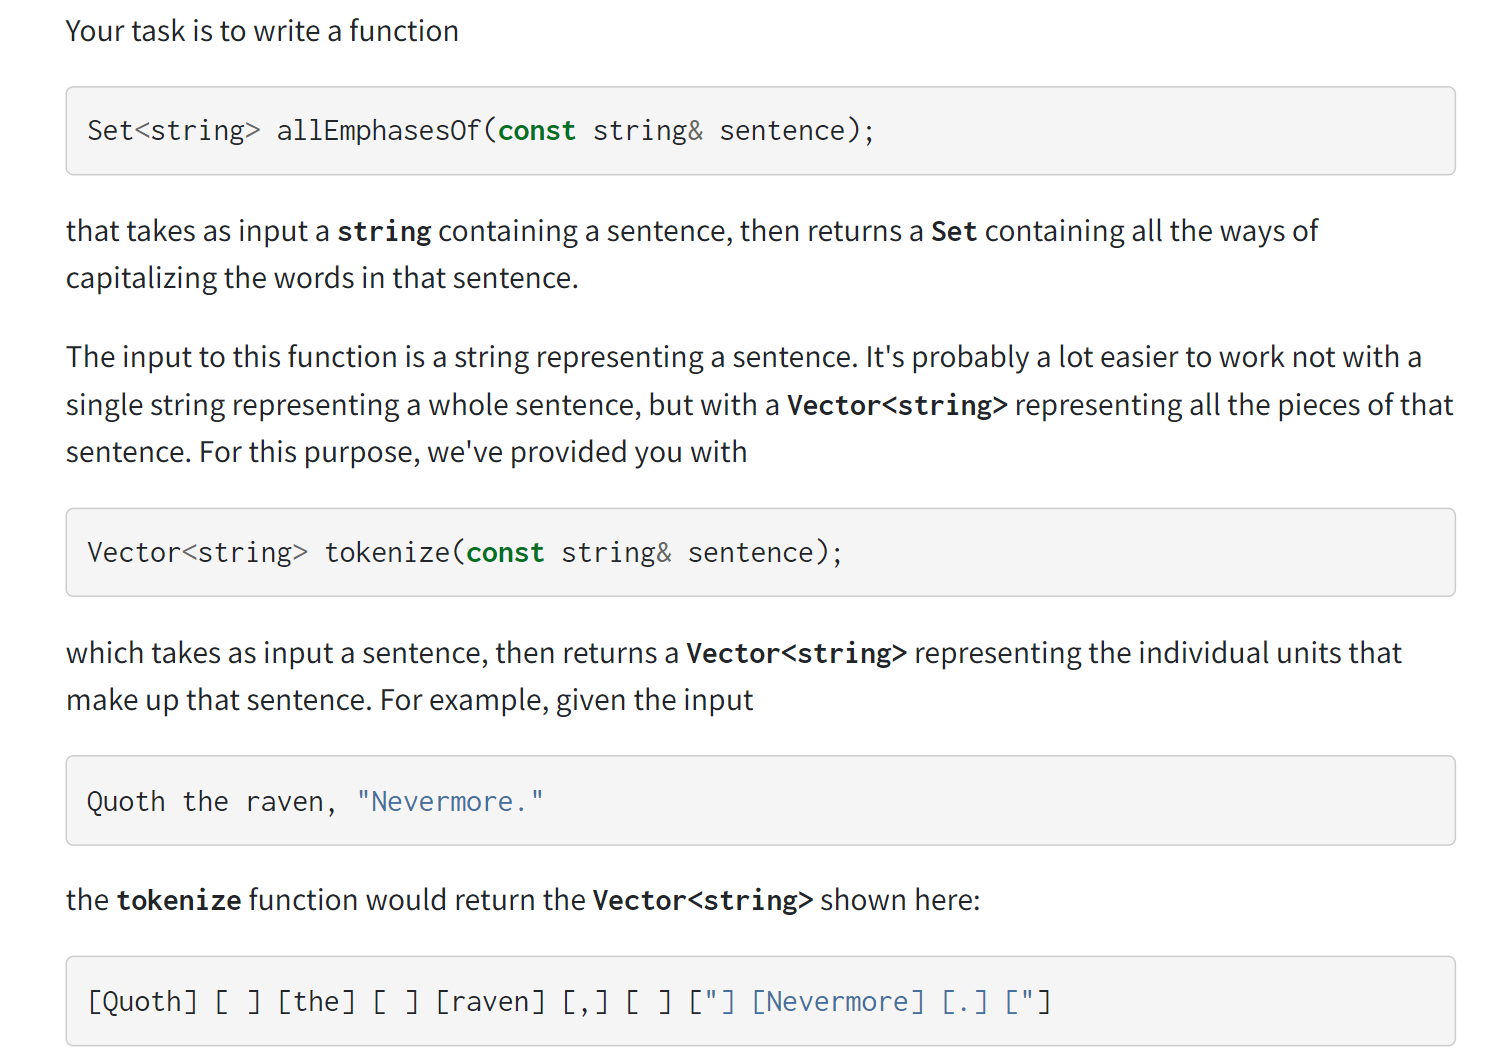 Your task is to write a function
Set<string> allEmphasesOf(const string& sentence);
that takes as input a string containing a sentence, then returns a Set containing all the ways of
capitalizing the words in that sentence.
The input to this function is a string representing a sentence. It's probably a lot easier to work not with a
single string representing a whole sentence, but with a Vector<string> representing all the pieces of that
sentence. For this purpose, we've provided you with
Vector<string> tokenize(const string& sentence);
which takes as input a sentence, then returns a Vector<string> representing the individual units that
make up that sentence. For example, given the input
Quoth the raven, "Nevermore."
the tokenize function would return the Vector<string> shown here:
[Quoth] [ ] [the] [ ] [raven] [,] [ ] ["] [Nevermore] [.] ["]